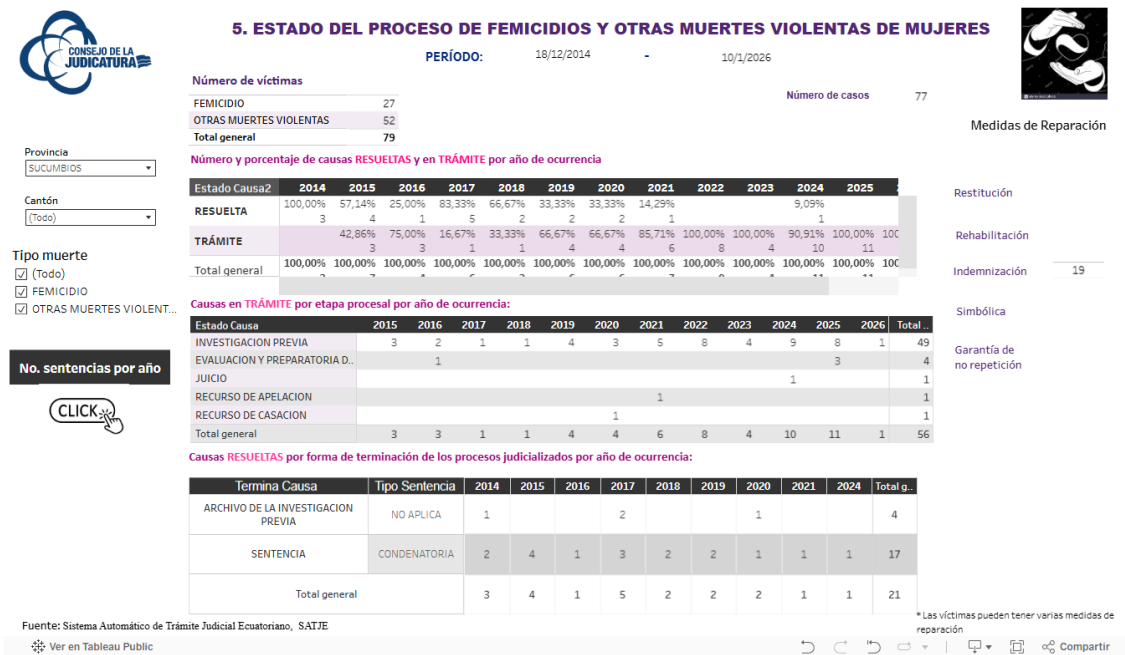 5. ESTADO DEL PROCESO DE FEMICIDIOS Y OTRAS MUERTES VIOLENTAS DE MUJERES
CONSEJO DE LA
JUDICATURA
PERÍODO: 18/12/2014 - 10/1/2026
Número de víctimas
FEMICIDIO 27
OTRAS MUERTES VIOLENTAS 52
Total general 79
Número de casos 77
Medidas de Reparación
Provincia
SUCUMBIOS
Cantón
(Todo)
Tipo muerte
(Todo)
FEMICIDIO
OTRAS MUERTES VIOLENT...
No. sentencias por año
CLICK
Número y porcentaje de causas RESUELTAS y en TRÁMITE por año de ocurrencia
Estado Causa2 2014 2015 2016 2017 2018 2019 2020 2021 2022 2023 2024 2025
RESUELTA 100,00% 57,14% 25,00% 83,33% 66,67% 33,33% 33,33% 14,29% 9,09%
3 4 1 5 2 2 2 1 1
TRÁMITE 42,86% 75,00% 16,67% 33,33% 66,67% 66,67% 85,71% 100,00% 100,00% 90,91% 100,00% 100
3 3 1 1 4 4 6 8 4 10 11
Total general 100,00% 100,00% 100,00% 100,00% 100,00% 100,00% 100,00% 100,00% 100,00% 100,00% 100,00% 100,00% 100
Restitución
Rehabilitación
Indemnización 19
Simbólica
Garantía de
no repetición
Causas en TRÁMITE por etapa procesal por año de ocurrencia:
Estado Causa 2015 2016 2017 2018 2019 2020 2021 2022 2023 2024 2025 2026 Total ..
INVESTIGACION PREVIA 3 2 1 1 4 3 5 8 4 9 8 1 49
EVALUACION Y PREPARATORIA D.. 1 3 4
JUICIO 1 1
RECURSO DE APELACION 1 1
RECURSO DE CASACION 1 1
Total general 3 3 1 1 4 4 6 8 4 10 11 1 56
Causas RESUELTAS por forma de terminación de los procesos judicializados por año de ocurrencia:
Termina Causa Tipo Sentencia 2014 2015 2016 2017 2018 2019 2020 2021 2024 Total g..
ARCHIVO DE LA INVESTIGACION
PREVIA NO APLICA 1 2 1 4
SENTENCIA CONDENATORIA 2 4 1 3 2 2 1 1 1 17
Total general 3 4 1 5 2 2 2 1 1 21
* Las víctimas pueden tener varias medidas de
reparación
Fuente: Sistema Automático de Trámite Judicial Ecuatoriano, SATJE
Ver en Tableau Public
Compartir